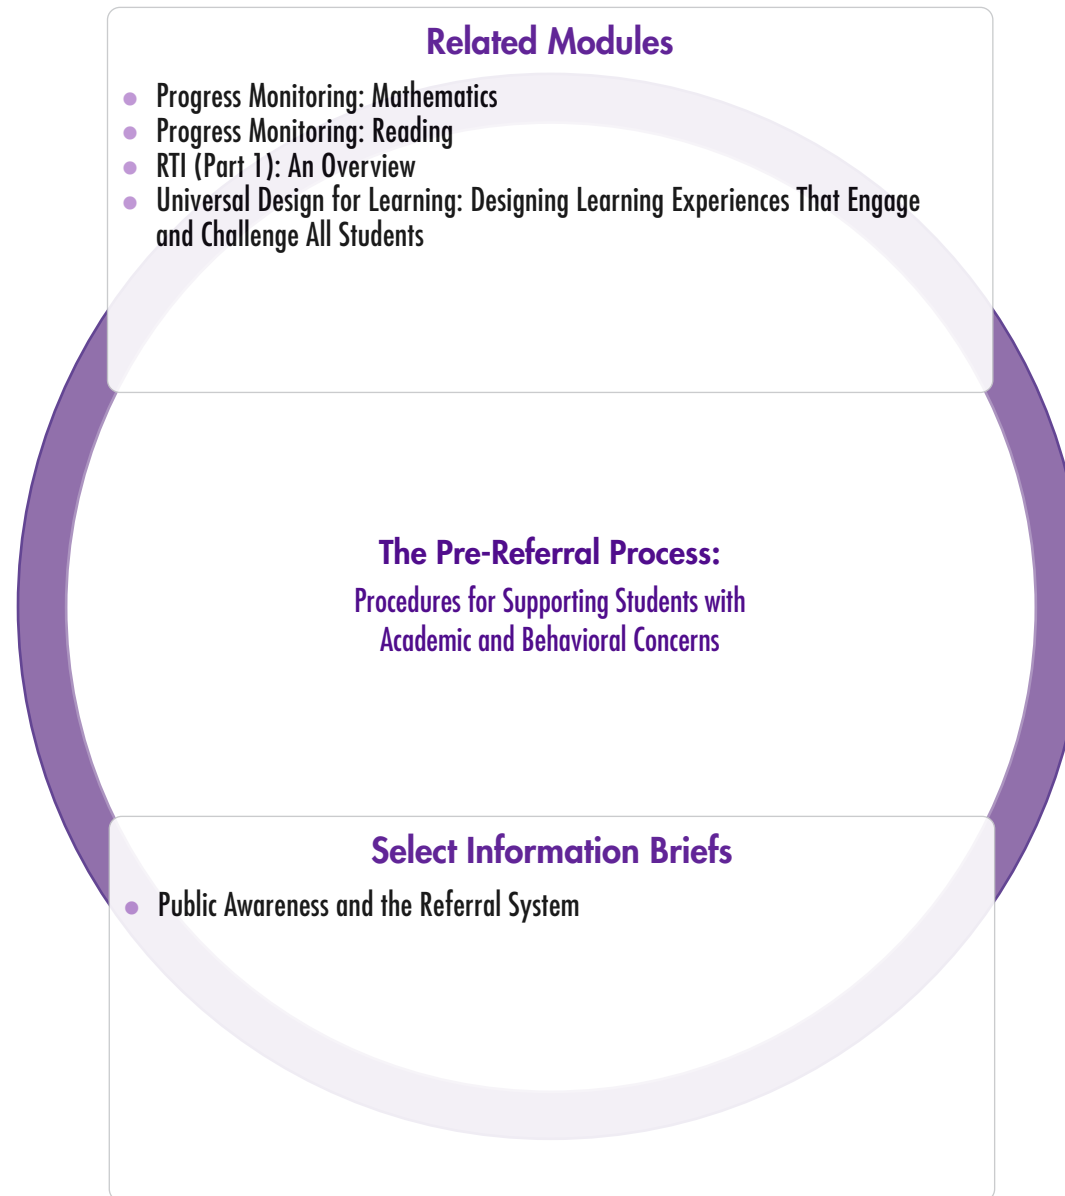 Related Modules
Progress Monitoring: Mathematics
Progress Monitoring: Reading
RTI (Part 1): An Overview
Universal Design for Learning: Designing Learning Experiences That Engage
and Challenge All Students
The Pre-Referral Process:
Procedures for Supporting Students with
Academic and Behavioral Concerns
Select Information Briefs
Public Awareness and the Referral System